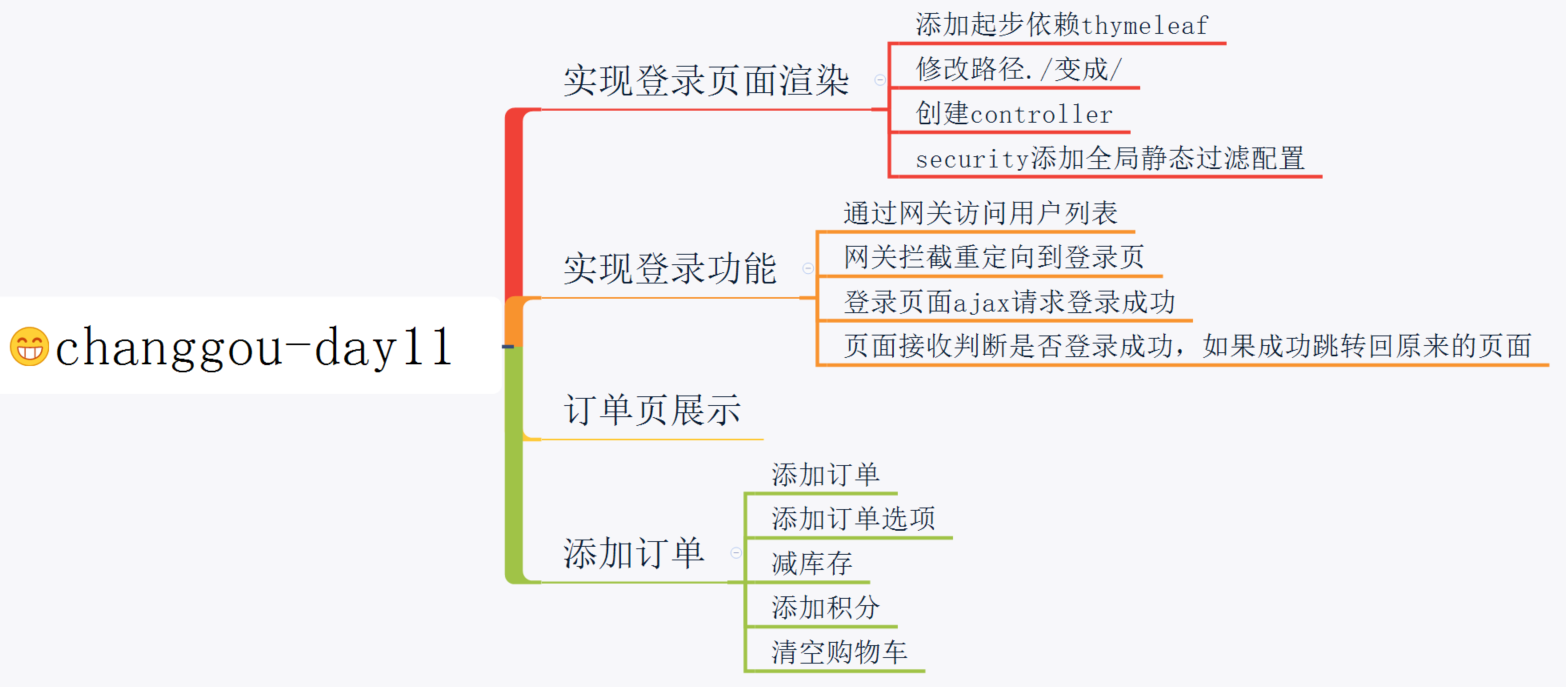 changgou-day11
实现登录页面渲染
添加起步依赖thymeleaf
修改路径./变成/
创建controller
security添加全局静态过滤配置
实现登录功能
通过网关访问用户列表
网关拦截重定向到登录页
登录页面ajax请求登录成功
页面接收判断是否登录成功，如果成功跳转回原来的页面
订单页展示
添加订单
添加订单
添加订单选项
减库存
添加积分
清空购物车